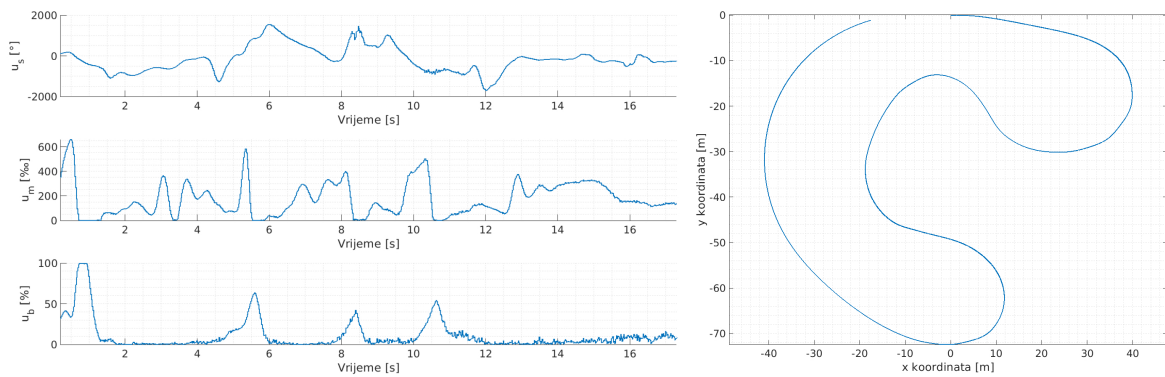 2000
0
-2000
u_s [°]
2 4 6 8 10 12 14 16
Vrijeme [s]
600
400
200
0
u_m [‰]
2 4 6 8 10 12 14 16
Vrijeme [s]
100
50
0
u_b [%]
2 4 6 8 10 12 14 16
Vrijeme [s]
0
-10
-20
-30
-40
-50
-60
-70
y koordinata [m]
-40 -30 -20 -10 0 10 20 30 40
x koordinata [m]